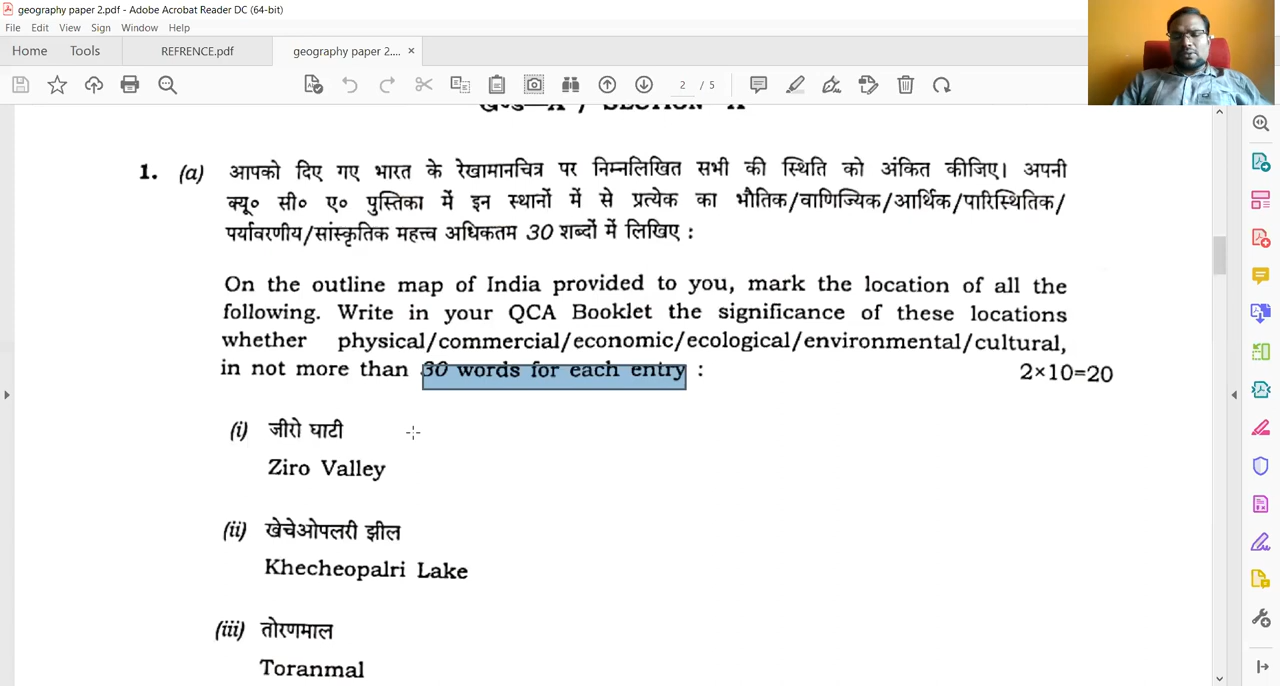 geography paper 2.pdf - Adobe Acrobat Reader DC (64-bit)
File Edit View Sign Window Help
Home Tools REFRENCE.pdf geography paper 2.... ×
2 / 5
खण्ड—A / SECTION—A
1. (a) आपको दिए गए भारत के रेखामानचित्र पर निम्नलिखित सभी की स्थिति को अंकित कीजिए। अपनी
क्यू० सी० ए० पुस्तिका में इन स्थानों में से प्रत्येक का भौतिक/वाणिज्यिक/आर्थिक/पारिस्थितिक/
पर्यावरणीय/सांस्कृतिक महत्त्व अधिकतम 30 शब्दों में लिखिए :
On the outline map of India provided to you, mark the location of all the
following. Write in your QCA Booklet the significance of these locations
whether physical/commercial/economic/ecological/environmental/cultural,
in not more than 30 words for each entry : 2×10=20
(i) जीरो घाटी
Ziro Valley
(ii) खेचेओपलरी झील
Khecheopalri Lake
(iii) तोरणमाल
Toranmal